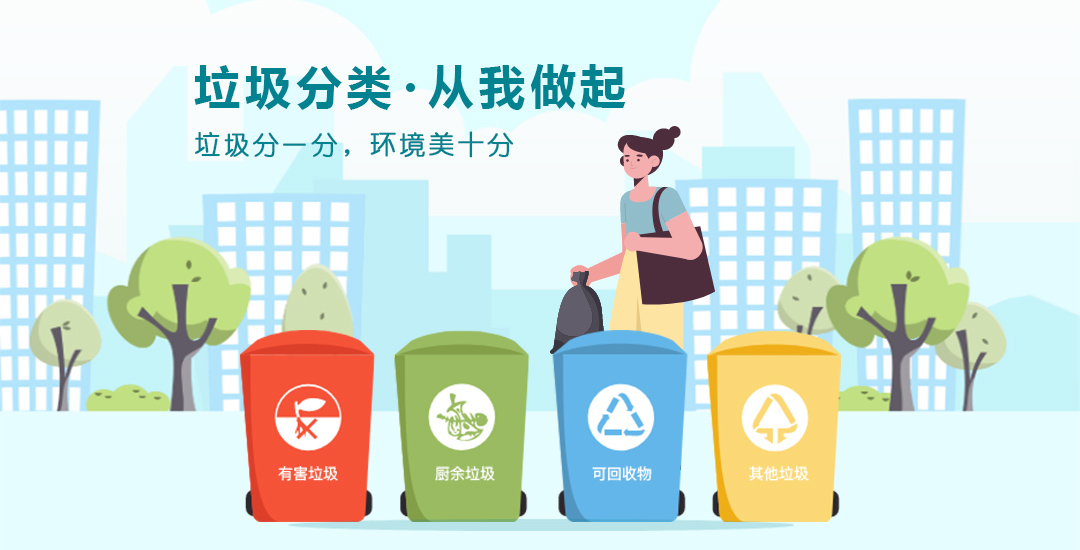 垃圾分类·从我做起
垃圾分一分，环境美十分
有害垃圾
厨余垃圾
可回收物
其他垃圾